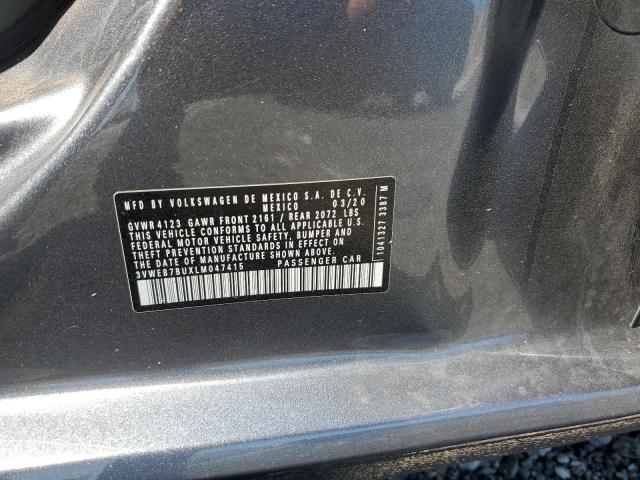 MFD BY VOLKSWAGEN DE MEXICO S.A. DE C.V.
MEXICO 03/20
GVWR 4123 GAWR FRONT 2161 / REAR 2072 LBS
THIS VEHICLE CONFORMS TO ALL APPLICABLE U.S.
FEDERAL MOTOR VEHICLE SAFETY, BUMPER AND
THEFT PREVENTION STANDARDS IN EFFECT ON
THE DATE OF MANUFACTURE SHOWN ABOVE.
3VWEB7BUXLM047415 PASSENGER CAR
1041327 3387 M